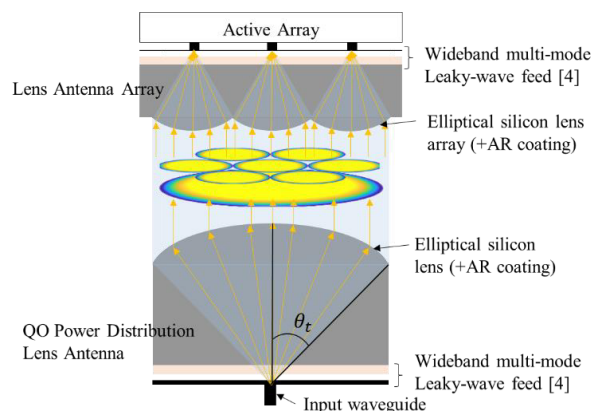 Active Array
Wideband multi-mode
Leaky-wave feed [4]
Lens Antenna Array
Elliptical silicon lens
array (+AR coating)
Elliptical silicon
lens (+AR coating)
θt
QO Power Distribution
Lens Antenna
Wideband multi-mode
Leaky-wave feed [4]
Input waveguide